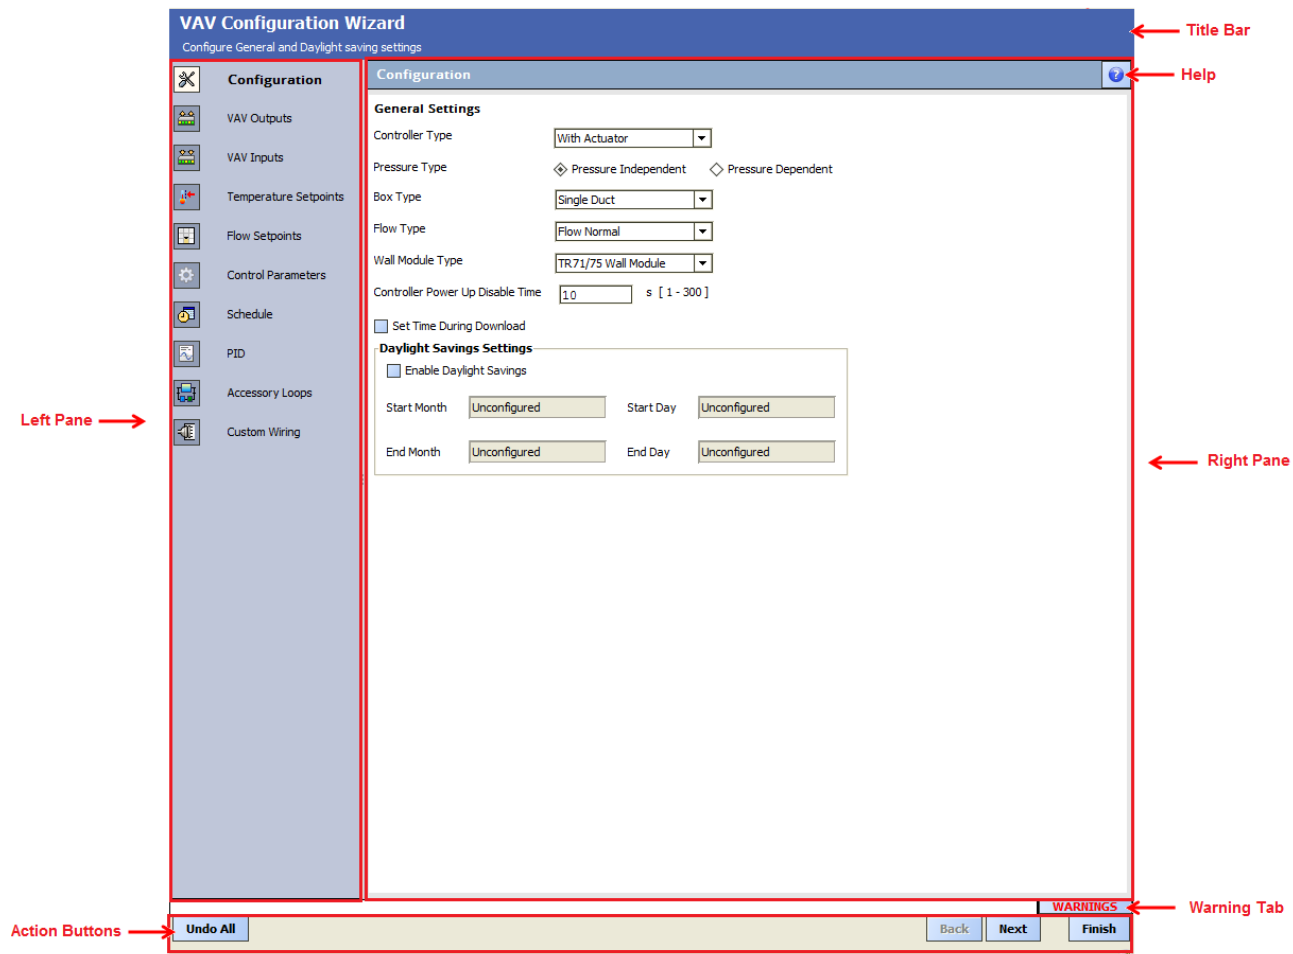 VAV Configuration Wizard
Configure General and Daylight saving settings
Title Bar
Configuration
VAV Outputs
VAV Inputs
Temperature Setpoints
Flow Setpoints
Control Parameters
Schedule
PID
Accessory Loops
Custom Wiring
Left Pane
Configuration
?
Help
General Settings
Controller Type With Actuator
Pressure Type Pressure Independent Pressure Dependent
Box Type Single Duct
Flow Type Flow Normal
Wall Module Type TR71/75 Wall Module
Controller Power Up Disable Time 10 s [ 1 - 300 ]
Set Time During Download
Daylight Savings Settings
Enable Daylight Savings
Start Month Unconfigured Start Day Unconfigured
End Month Unconfigured End Day Unconfigured
Right Pane
WARNINGS
Warning Tab
Action Buttons
Undo All Back Next Finish